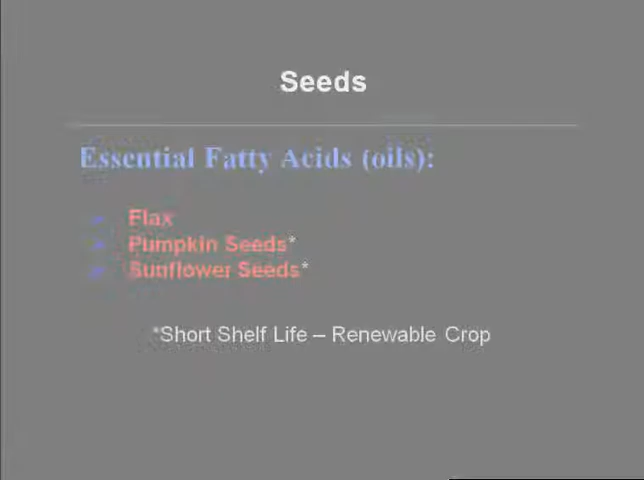 Seeds
Essential Fatty Acids (oils):
Flax
Pumpkin Seeds*
Sunflower Seeds*
*Short Shelf Life – Renewable Crop